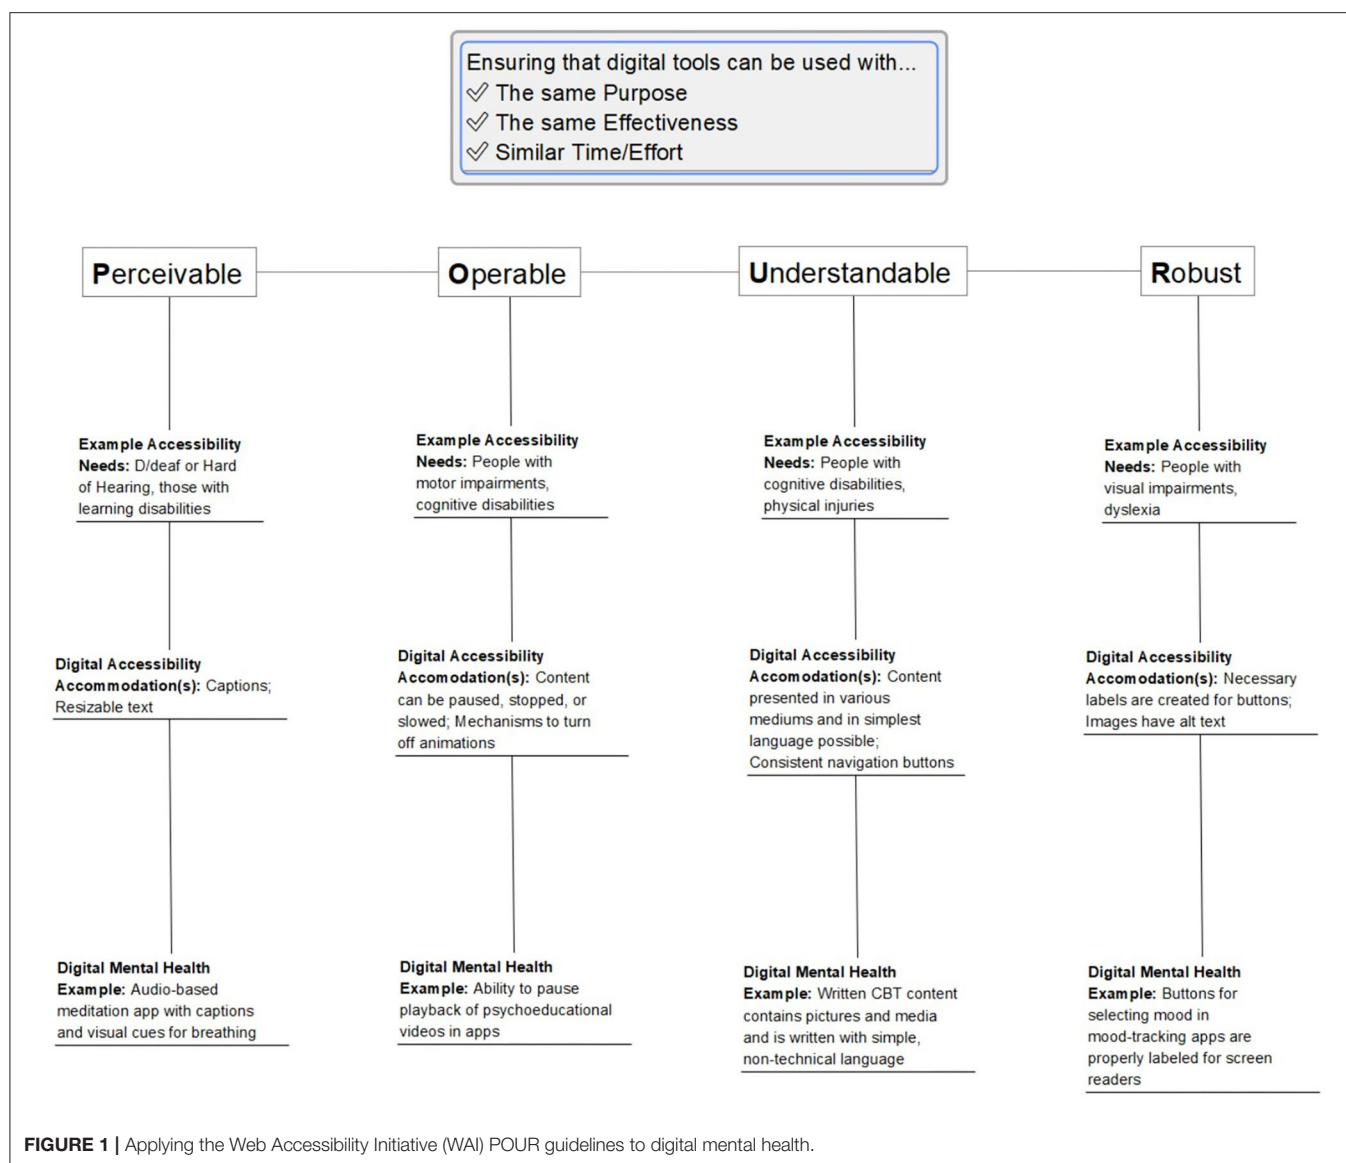 Ensuring that digital tools can be used with...
The same Purpose
The same Effectiveness
Similar Time/Effort
Perceivable
Operable
Understandable
Robust
Example Accessibility
Needs: D/deaf or Hard
of Hearing, those with
learning disabilities
Example Accessibility
Needs: People with
motor impairments,
cognitive disabilities
Example Accessibility
Needs: People with
cognitive disabilities,
physical injuries
Example Accessibility
Needs: People with
visual impairments,
dyslexia
Digital Accessibility
Accommodation(s): Captions;
Resizable text
Digital Accessibility
Accomodation(s): Content
can be paused, stopped, or
slowed; Mechanisms to turn
off animations
Digital Accessibility
Accomodation(s): Content
presented in various
mediums and in simplest
language possible;
Consistent navigation buttons
Digital Accessibility
Accomodation(s): Necessary
labels are created for buttons;
Images have alt text
Digital Mental Health
Example: Audio-based
meditation app with captions
and visual cues for breathing
Digital Mental Health
Example: Ability to pause
playback of psychoeducational
videos in apps
Digital Mental Health
Example: Written CBT content
contains pictures and media
and is written with simple,
non-technical language
Digital Mental Health
Example: Buttons for
selecting mood in
mood-tracking apps are
properly labeled for screen
readers
FIGURE 1 | Applying the Web Accessibility Initiative (WAI) POUR guidelines to digital mental health.